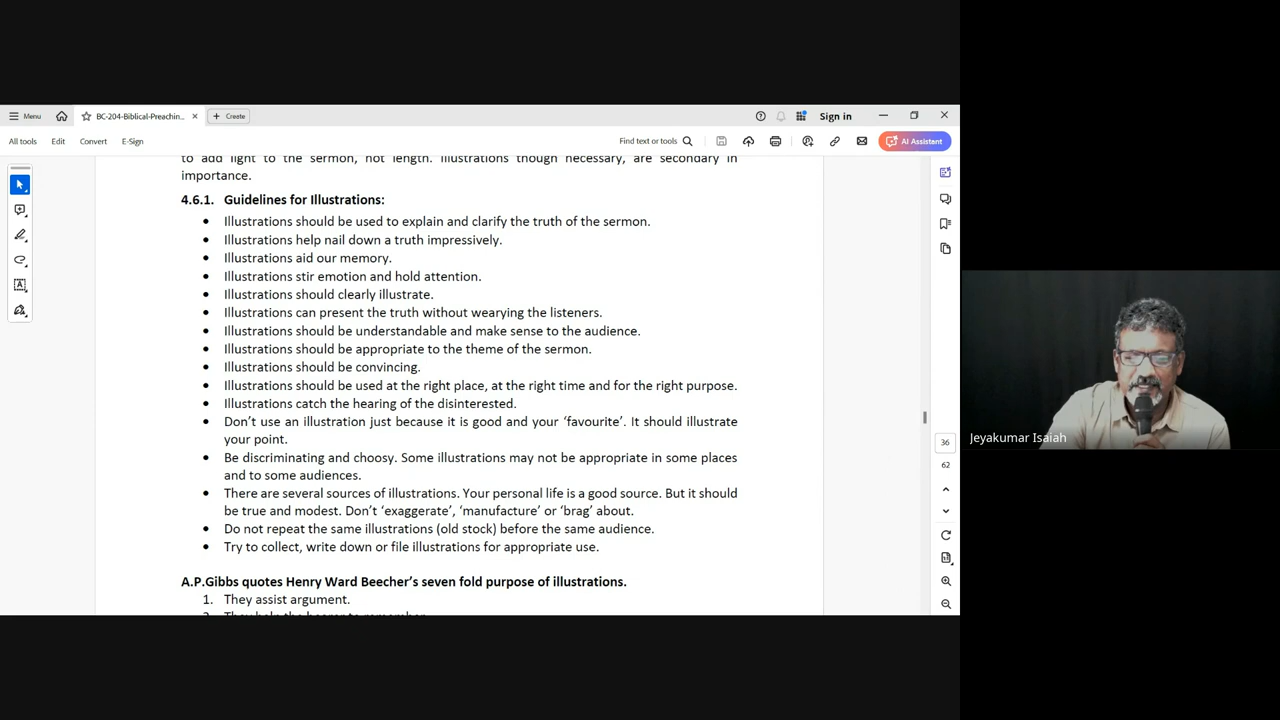 Menu
BC-204-Biblical-Preachin...
Create
Sign in
All tools
Edit
Convert
E-Sign
Find text or tools
AI Assistant
to add light to the sermon, not length. Illustrations though necessary, are secondary in
importance.
4.6.1. Guidelines for Illustrations:
• Illustrations should be used to explain and clarify the truth of the sermon.
• Illustrations help nail down a truth impressively.
• Illustrations aid our memory.
• Illustrations stir emotion and hold attention.
• Illustrations should clearly illustrate.
• Illustrations can present the truth without wearying the listeners.
• Illustrations should be understandable and make sense to the audience.
• Illustrations should be appropriate to the theme of the sermon.
• Illustrations should be convincing.
• Illustrations should be used at the right place, at the right time and for the right purpose.
• Illustrations catch the hearing of the disinterested.
• Don't use an illustration just because it is good and your ‘favourite’. It should illustrate
your point.
• Be discriminating and choosy. Some illustrations may not be appropriate in some places
and to some audiences.
• There are several sources of illustrations. Your personal life is a good source. But it should
be true and modest. Don't ‘exaggerate’, ‘manufacture’ or ‘brag’ about.
• Do not repeat the same illustrations (old stock) before the same audience.
• Try to collect, write down or file illustrations for appropriate use.
A.P.Gibbs quotes Henry Ward Beecher's seven fold purpose of illustrations.
1. They assist argument.
2. They help the hearer to remember.
36
62
Jeyakumar Isaiah